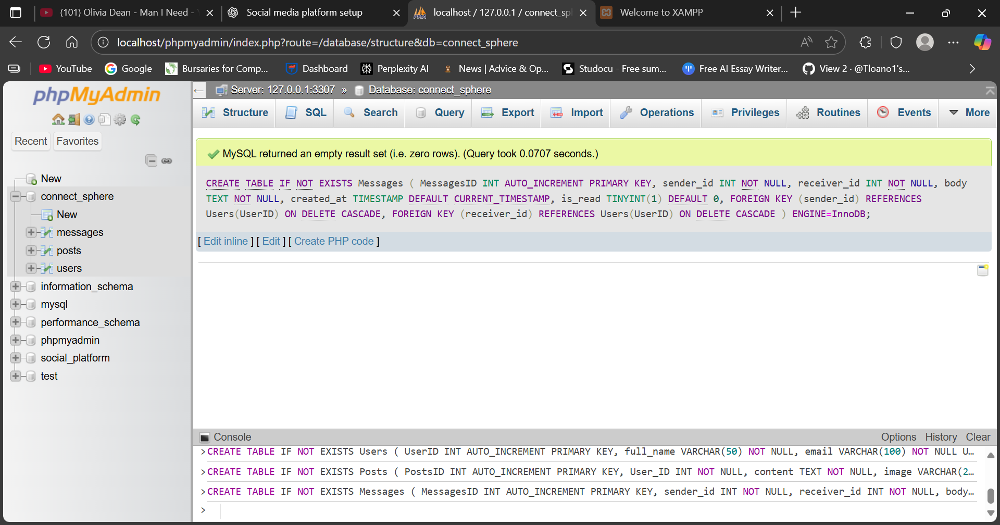 (101) Olivia Dean - Man I Need -
Social media platform setup
localhost / 127.0.0.1 / connect_sp
Welcome to XAMPP
localhost/phpmyadmin/index.php?route=/database/structure&db=connect_sphere
YouTube
Google
Bursaries for Comp...
Dashboard
Perplexity AI
News | Advice & Op...
Studocu - Free sum...
Free AI Essay Writer...
View 2 · @Tloano1's...
phpMyAdmin
Server: 127.0.0.1:3307 » Database: connect_sphere
Structure
SQL
Search
Query
Export
Import
Operations
Privileges
Routines
Events
More
Recent
Favorites
New
connect_sphere
New
messages
posts
users
information_schema
mysql
performance_schema
phpmyadmin
social_platform
test
MySQL returned an empty result set (i.e. zero rows). (Query took 0.0707 seconds.)
CREATE TABLE IF NOT EXISTS Messages ( MessagesID INT AUTO_INCREMENT PRIMARY KEY, sender_id INT NOT NULL, receiver_id INT NOT NULL, body
TEXT NOT NULL, created_at TIMESTAMP DEFAULT CURRENT_TIMESTAMP, is_read TINYINT(1) DEFAULT 0, FOREIGN KEY (sender_id) REFERENCES
Users(UserID) ON DELETE CASCADE, FOREIGN KEY (receiver_id) REFERENCES Users(UserID) ON DELETE CASCADE ) ENGINE=InnoDB;
[ Edit inline ] [ Edit ] [ Create PHP code ]
Console
Options
History
Clear
>CREATE TABLE IF NOT EXISTS Users ( UserID INT AUTO_INCREMENT PRIMARY KEY, full_name VARCHAR(50) NOT NULL, email VARCHAR(100) NOT NULL U...
>CREATE TABLE IF NOT EXISTS Posts ( PostsID INT AUTO_INCREMENT PRIMARY KEY, User_ID INT NOT NULL, content TEXT NOT NULL, image VARCHAR(2...
>CREATE TABLE IF NOT EXISTS Messages ( MessagesID INT AUTO_INCREMENT PRIMARY KEY, sender_id INT NOT NULL, receiver_id INT NOT NULL, body...
>